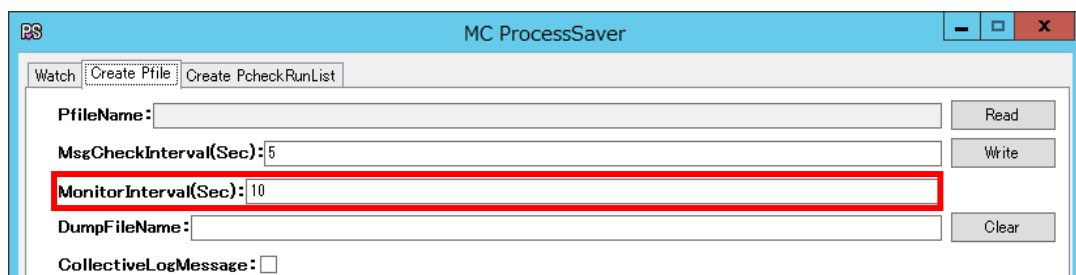 PS MC ProcessSaver x
Watch Create Pfile Create PcheckRunList
PfileName: Read
MsgCheckInterval(Sec): 5 Write
MonitorInterval(Sec): 10
DumpFileName: Clear
CollectiveLogMessage: